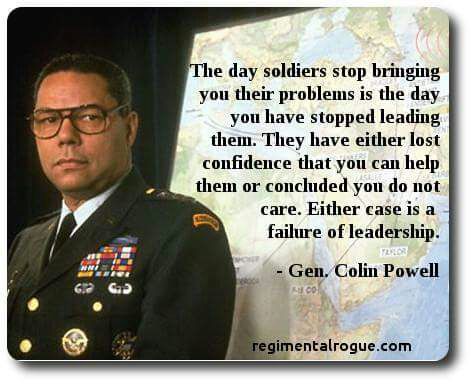 The day soldiers stop bringing
you their problems is the day
you have stopped leading
them. They have either lost
confidence that you can help
them or concluded you do not
care. Either case is a
failure of leadership.
- Gen. Colin Powell
TAYLOR
regimentalrogue.com